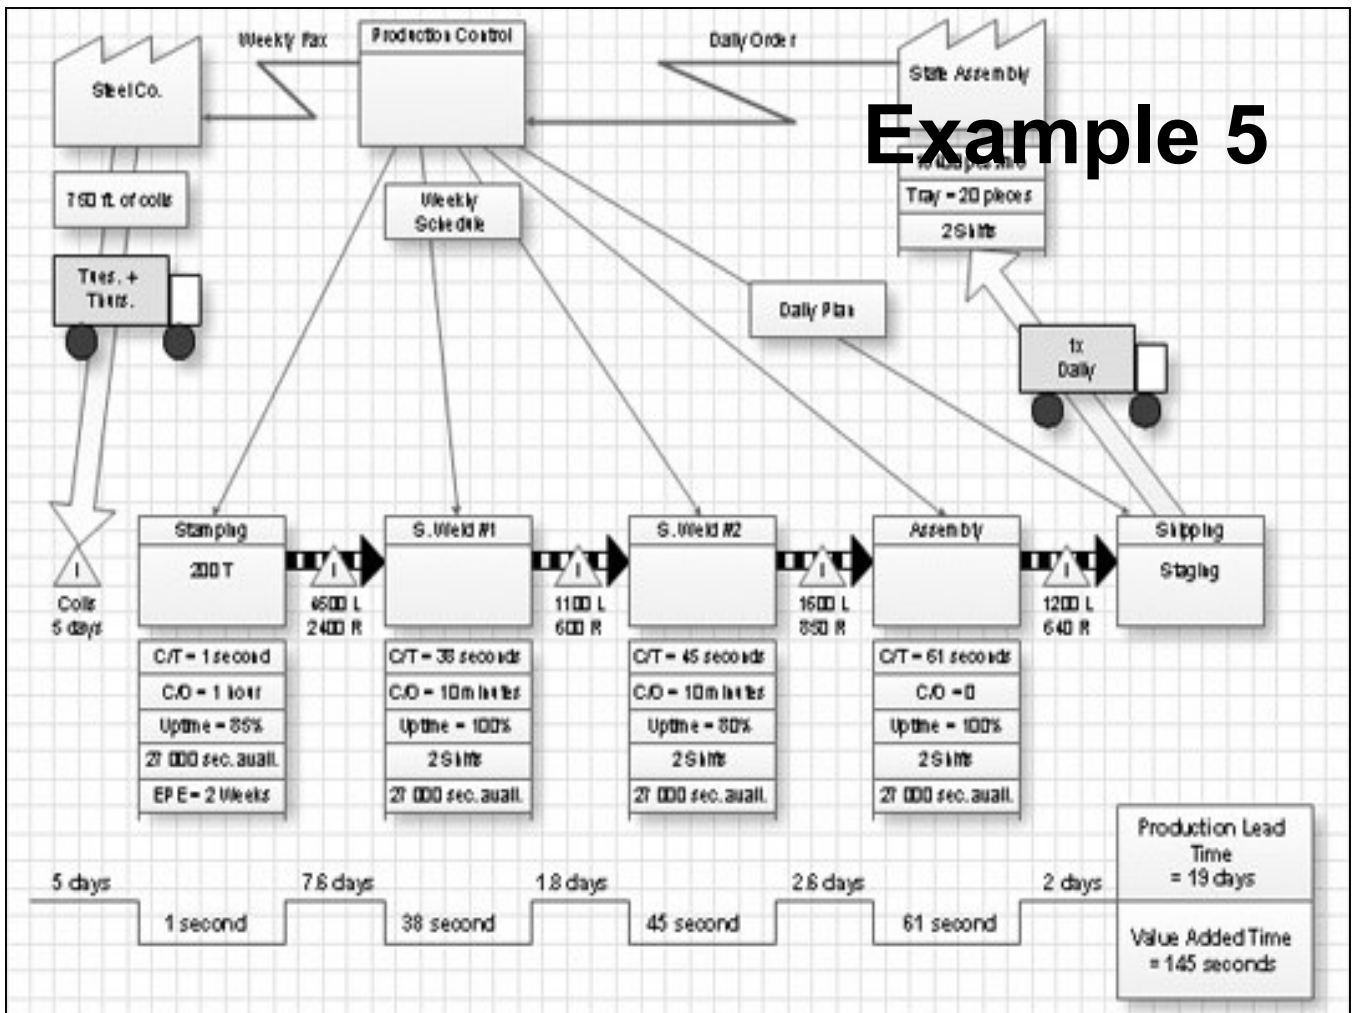 Weekly Fax
Production Control
Daily Order
Steel Co.
State Assembly
Example 5
Tray = 20 pieces
2 Shifts
Weekly
Schedule
Tues. +
Thurs.
Daily Plan
1x
Daily
ft. of coils
Stamping
200 T
S. Weld #1
S. Weld #2
Assembly
Shipping
Staging
I
I
I
I
I
Coils
5 days
2400 R
1100 L
600 R
1600 L
850 R
1200 L
640 R
C/T = 1 second
C/O = 1 hour
Uptime = 85%
27 000 sec. avail.
EPE = 2 Weeks
C/T = 38 seconds
C/O = 10 minutes
Uptime = 100%
2 Shifts
27 000 sec. avail.
C/T = 45 seconds
C/O = 10 minutes
Uptime = 80%
2 Shifts
27 000 sec. avail.
C/T = 61 seconds
C/O = 0
Uptime = 100%
2 Shifts
27 000 sec. avail.
5 days
7.6 days
1.8 days
2.6 days
2 days
1 second
38 second
45 second
61 second
Production Lead
Time
= 19 days
Value Added Time
= 145 seconds